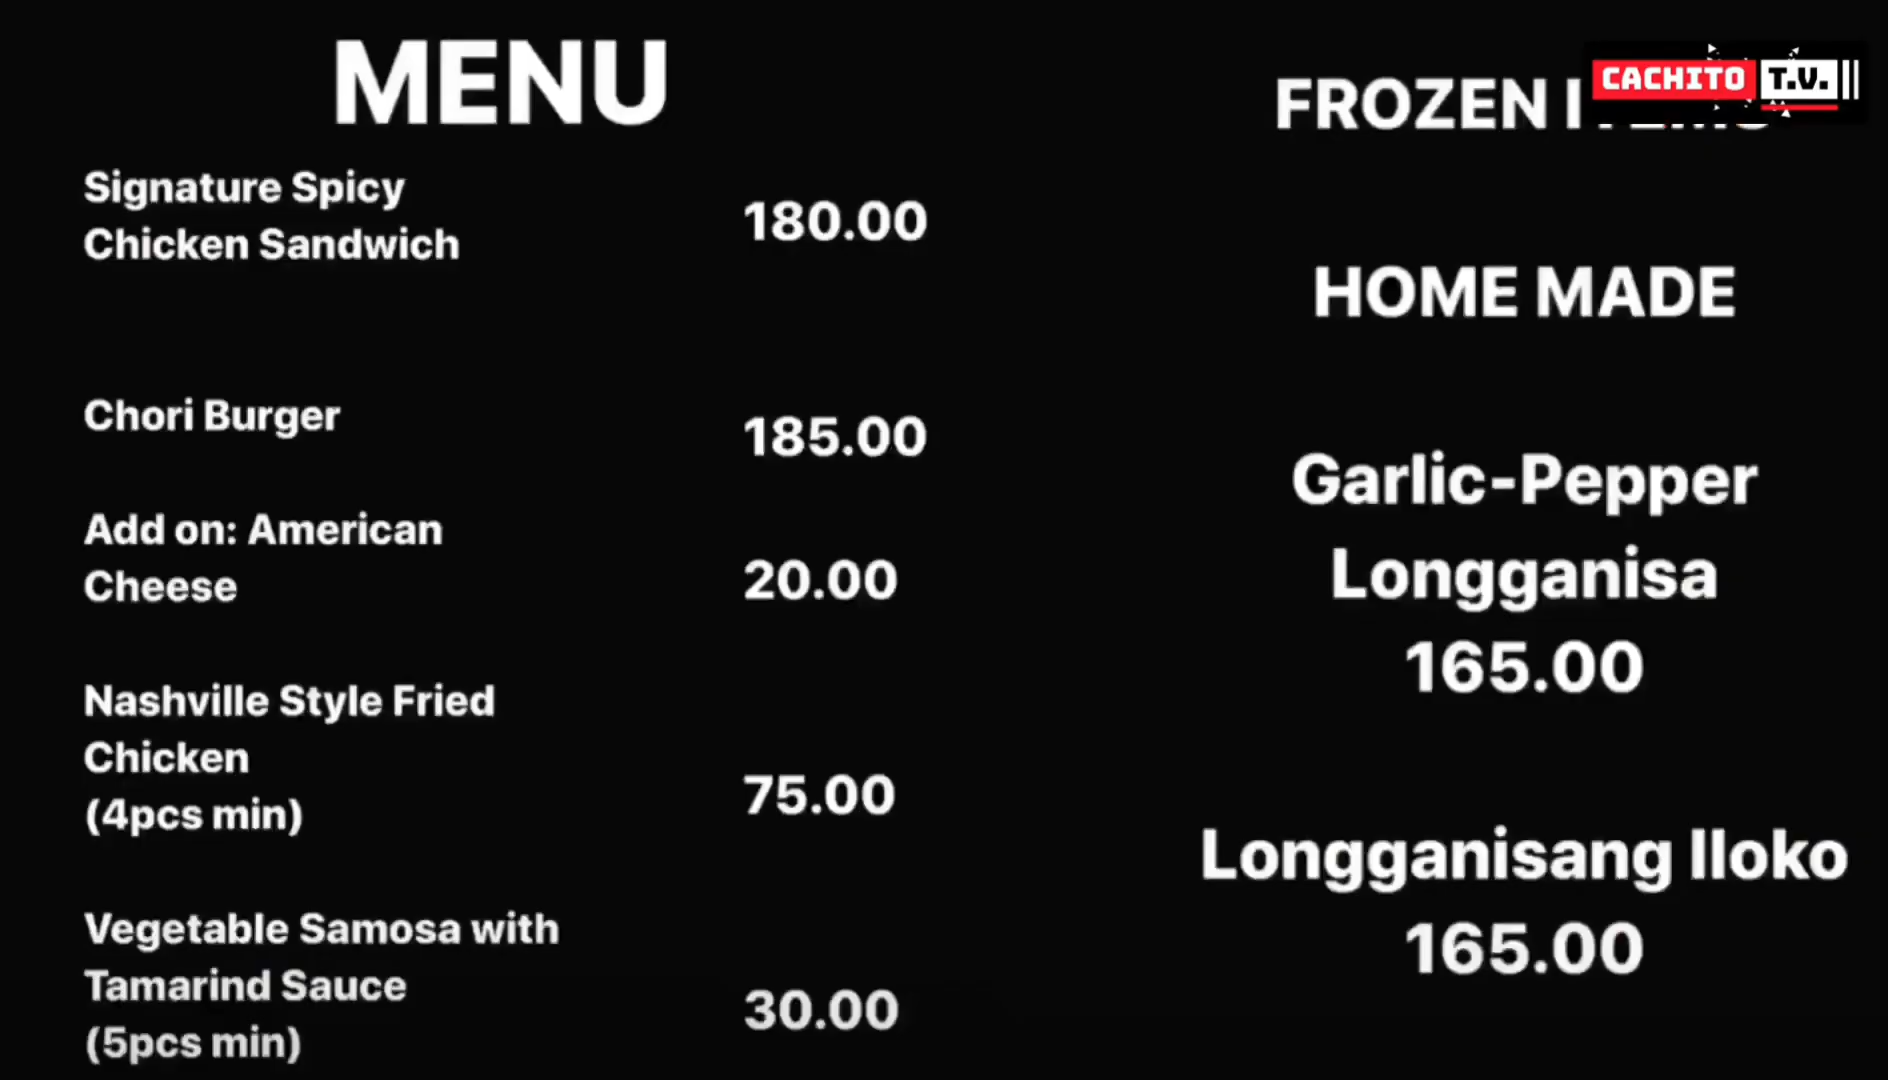 MENU
Signature Spicy
Chicken Sandwich
180.00
Chori Burger
185.00
Add on: American
Cheese
20.00
Nashville Style Fried
Chicken
(4pcs min)
75.00
Vegetable Samosa with
Tamarind Sauce
(5pcs min)
30.00
CACHITO T.V.
FROZEN ITEMS
HOME MADE
Garlic-Pepper
Longganisa
165.00
Longganisang Iloko
165.00